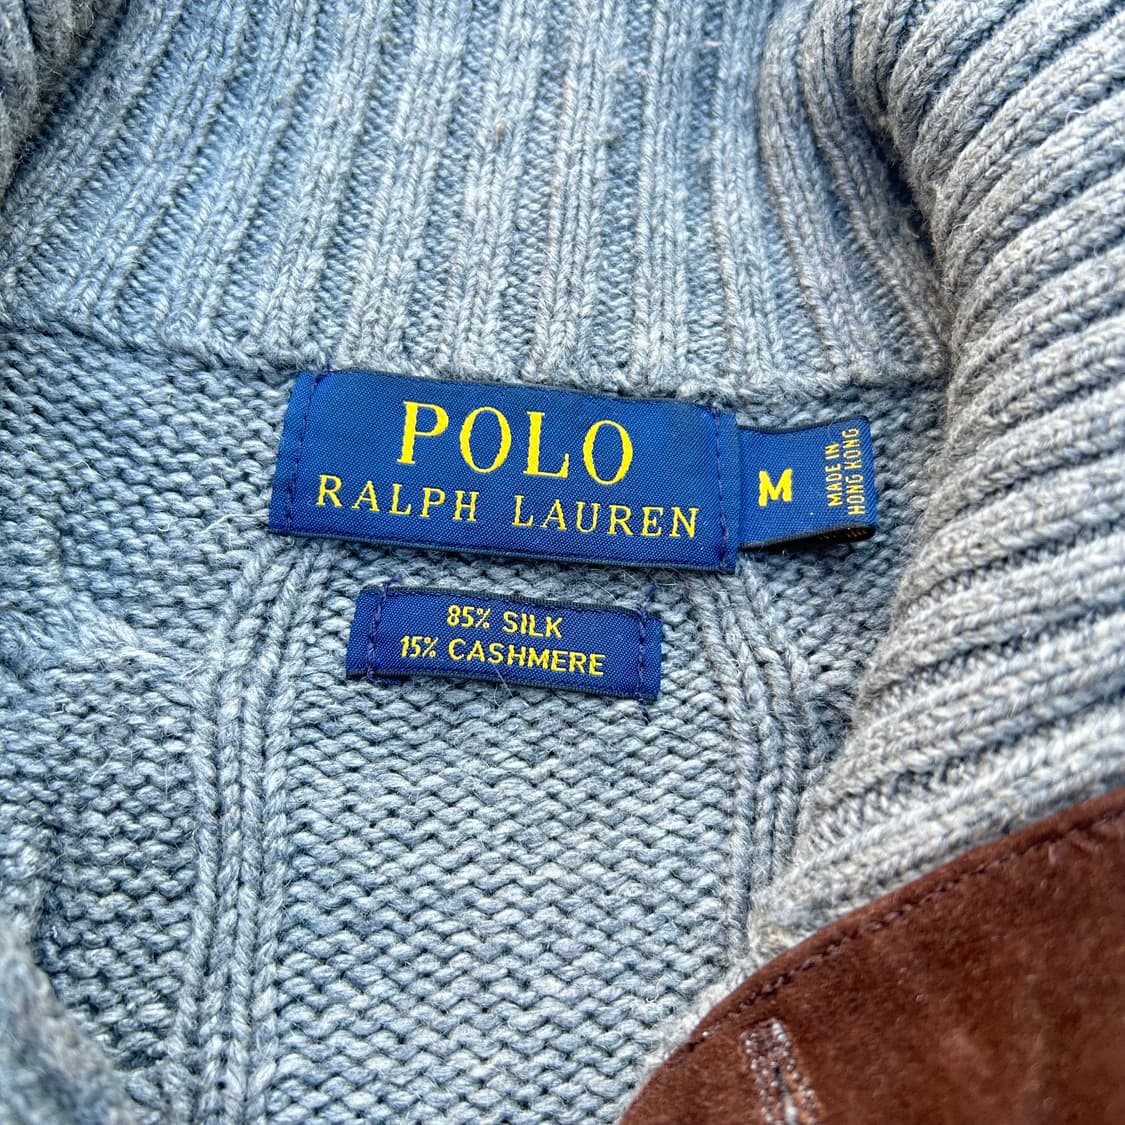 POLO
RALPH LAUREN
M
MADE IN
HONG KONG
85% SILK
15% CASHMERE